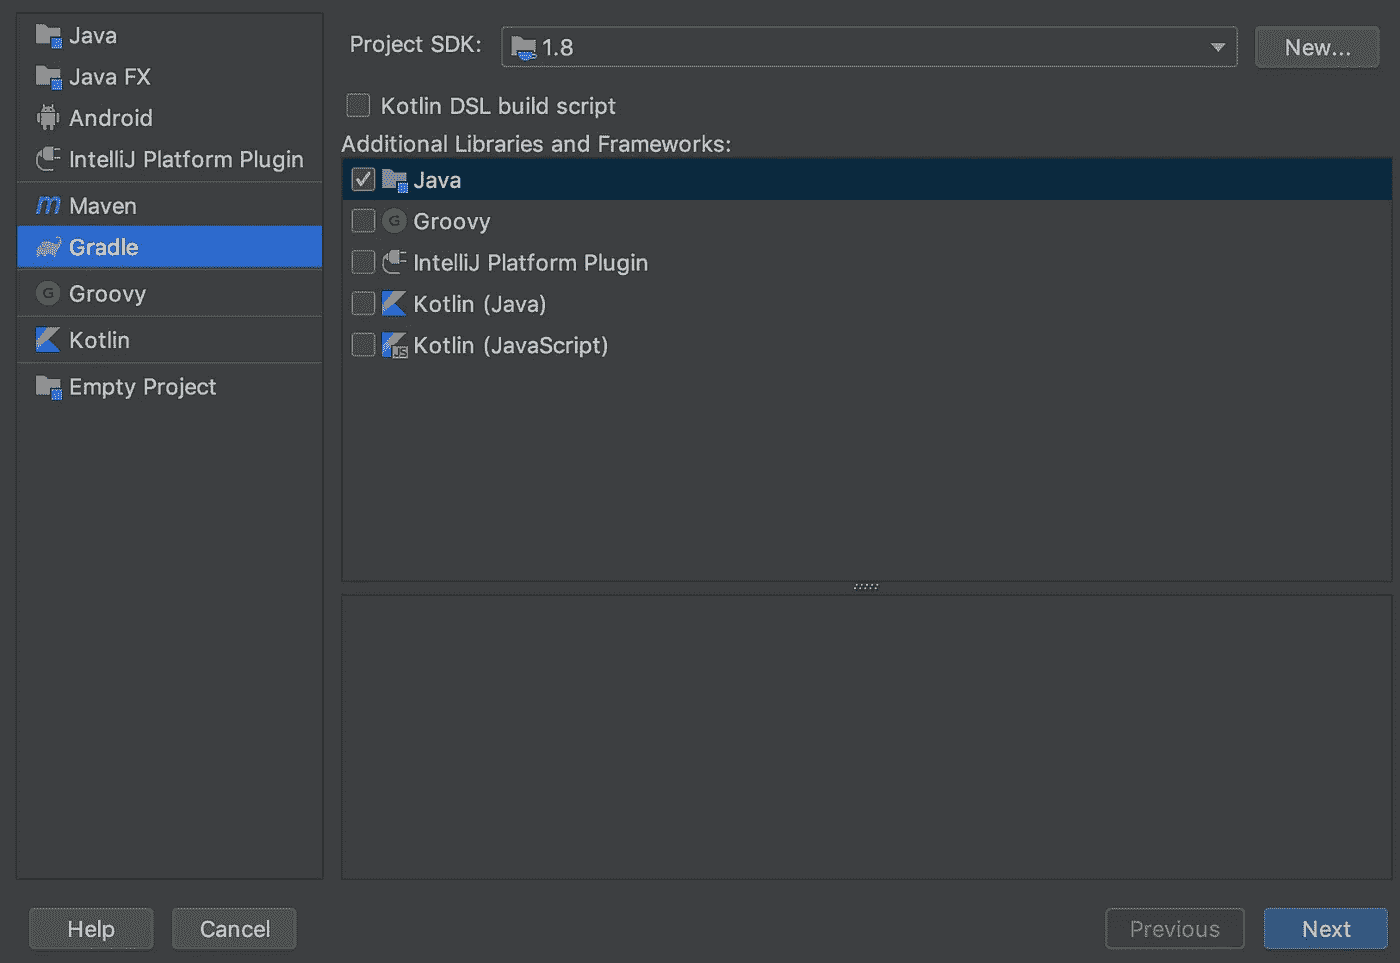 Java
Java FX
Android
IntelliJ Platform Plugin
Maven
Gradle
Groovy
Kotlin
Empty Project
Project SDK: 1.8 New...
Kotlin DSL build script
Additional Libraries and Frameworks:
Java
Groovy
IntelliJ Platform Plugin
Kotlin (Java)
Kotlin (JavaScript)
Help Cancel Previous Next